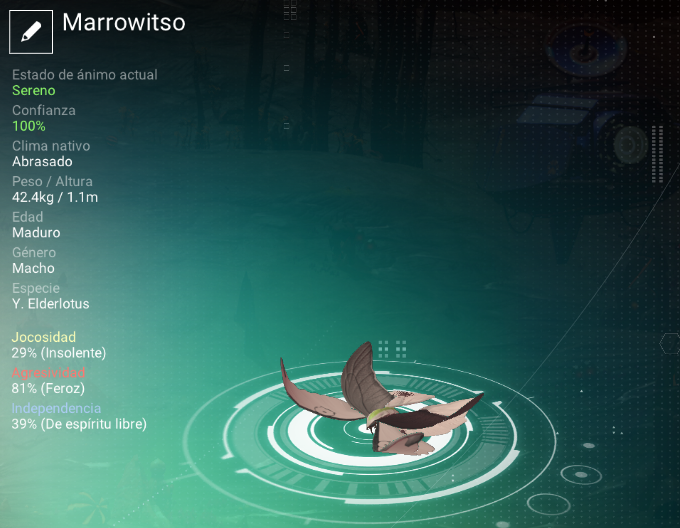 Marrowitso
Estado de ánimo actual
Sereno
Confianza
100%
Clima nativo
Abrasado
Peso / Altura
42.4kg / 1.1m
Edad
Maduro
Género
Macho
Especie
Y. Elderlotus
Jocosidad
29% (Insolente)
Agresividad
81% (Feroz)
Independencia
39% (De espíritu libre)